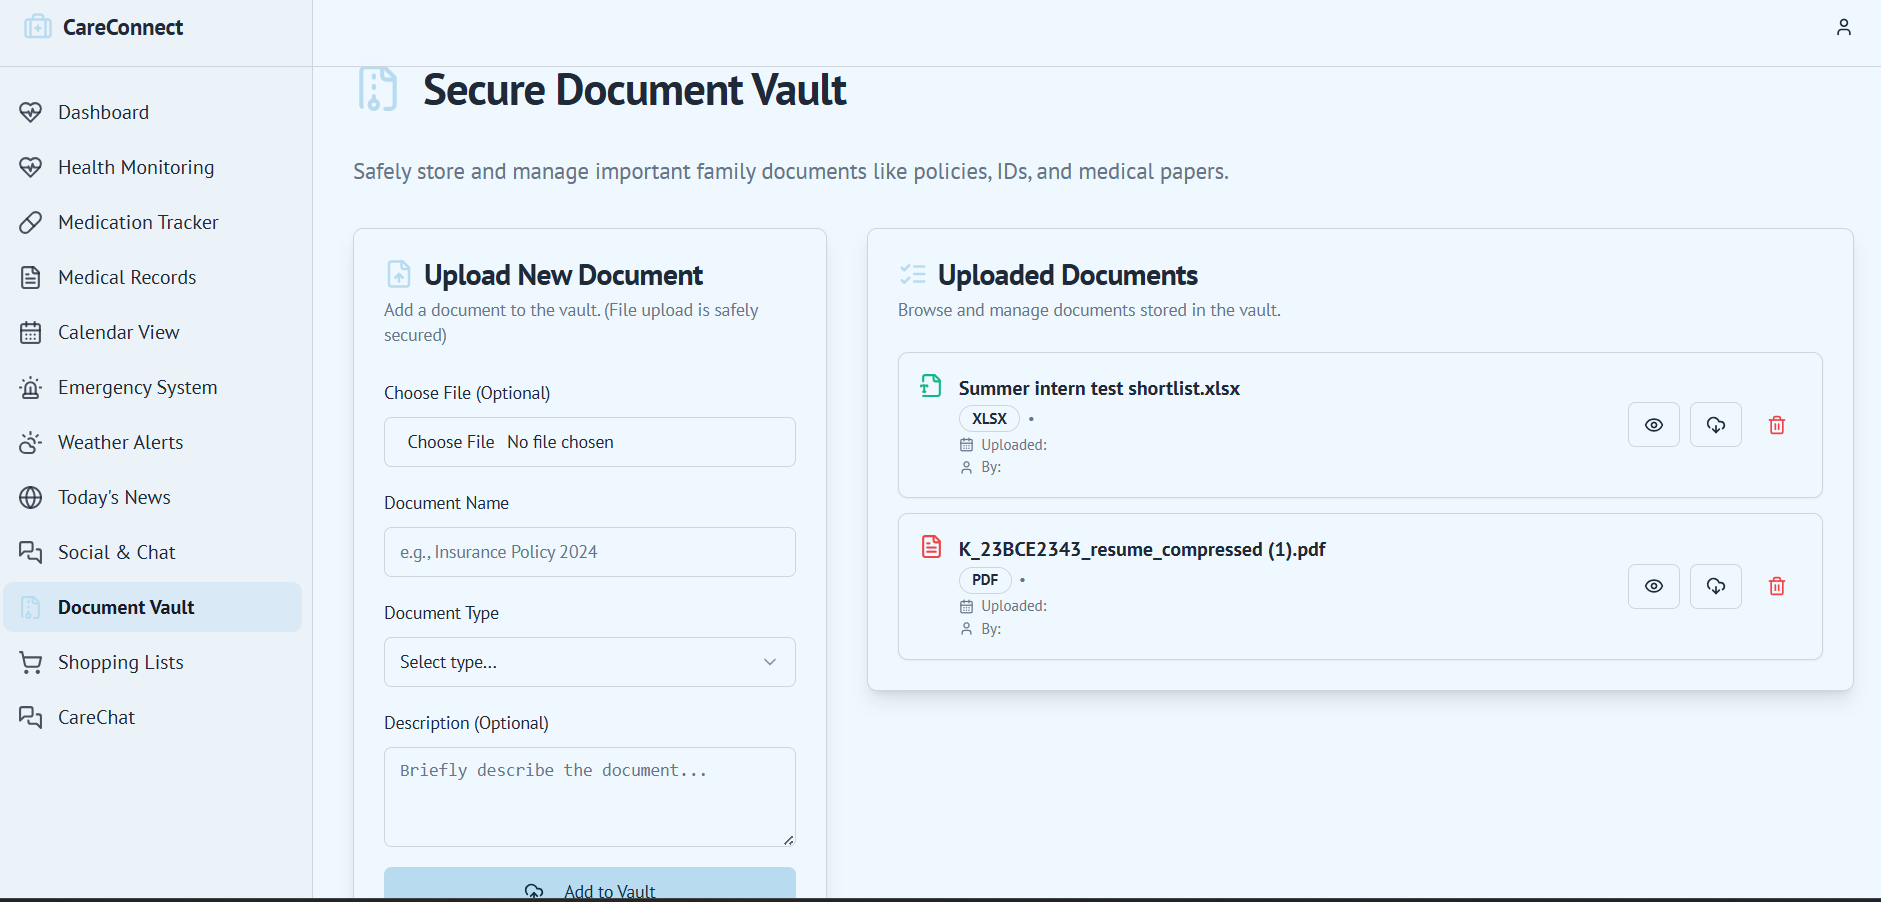 CareConnect
Dashboard
Health Monitoring
Medication Tracker
Medical Records
Calendar View
Emergency System
Weather Alerts
Today's News
Social & Chat
Document Vault
Shopping Lists
CareChat
Secure Document Vault
Safely store and manage important family documents like policies, IDs, and medical papers.
Upload New Document
Add a document to the vault. (File upload is safely
secured)
Choose File (Optional)
Choose File No file chosen
Document Name
e.g., Insurance Policy 2024
Document Type
Select type...
Description (Optional)
Briefly describe the document...
Add to Vault
Uploaded Documents
Browse and manage documents stored in the vault.
Summer intern test shortlist.xlsx
XLSX •
Uploaded:
By:
K_23BCE2343_resume_compressed (1).pdf
PDF •
Uploaded:
By: